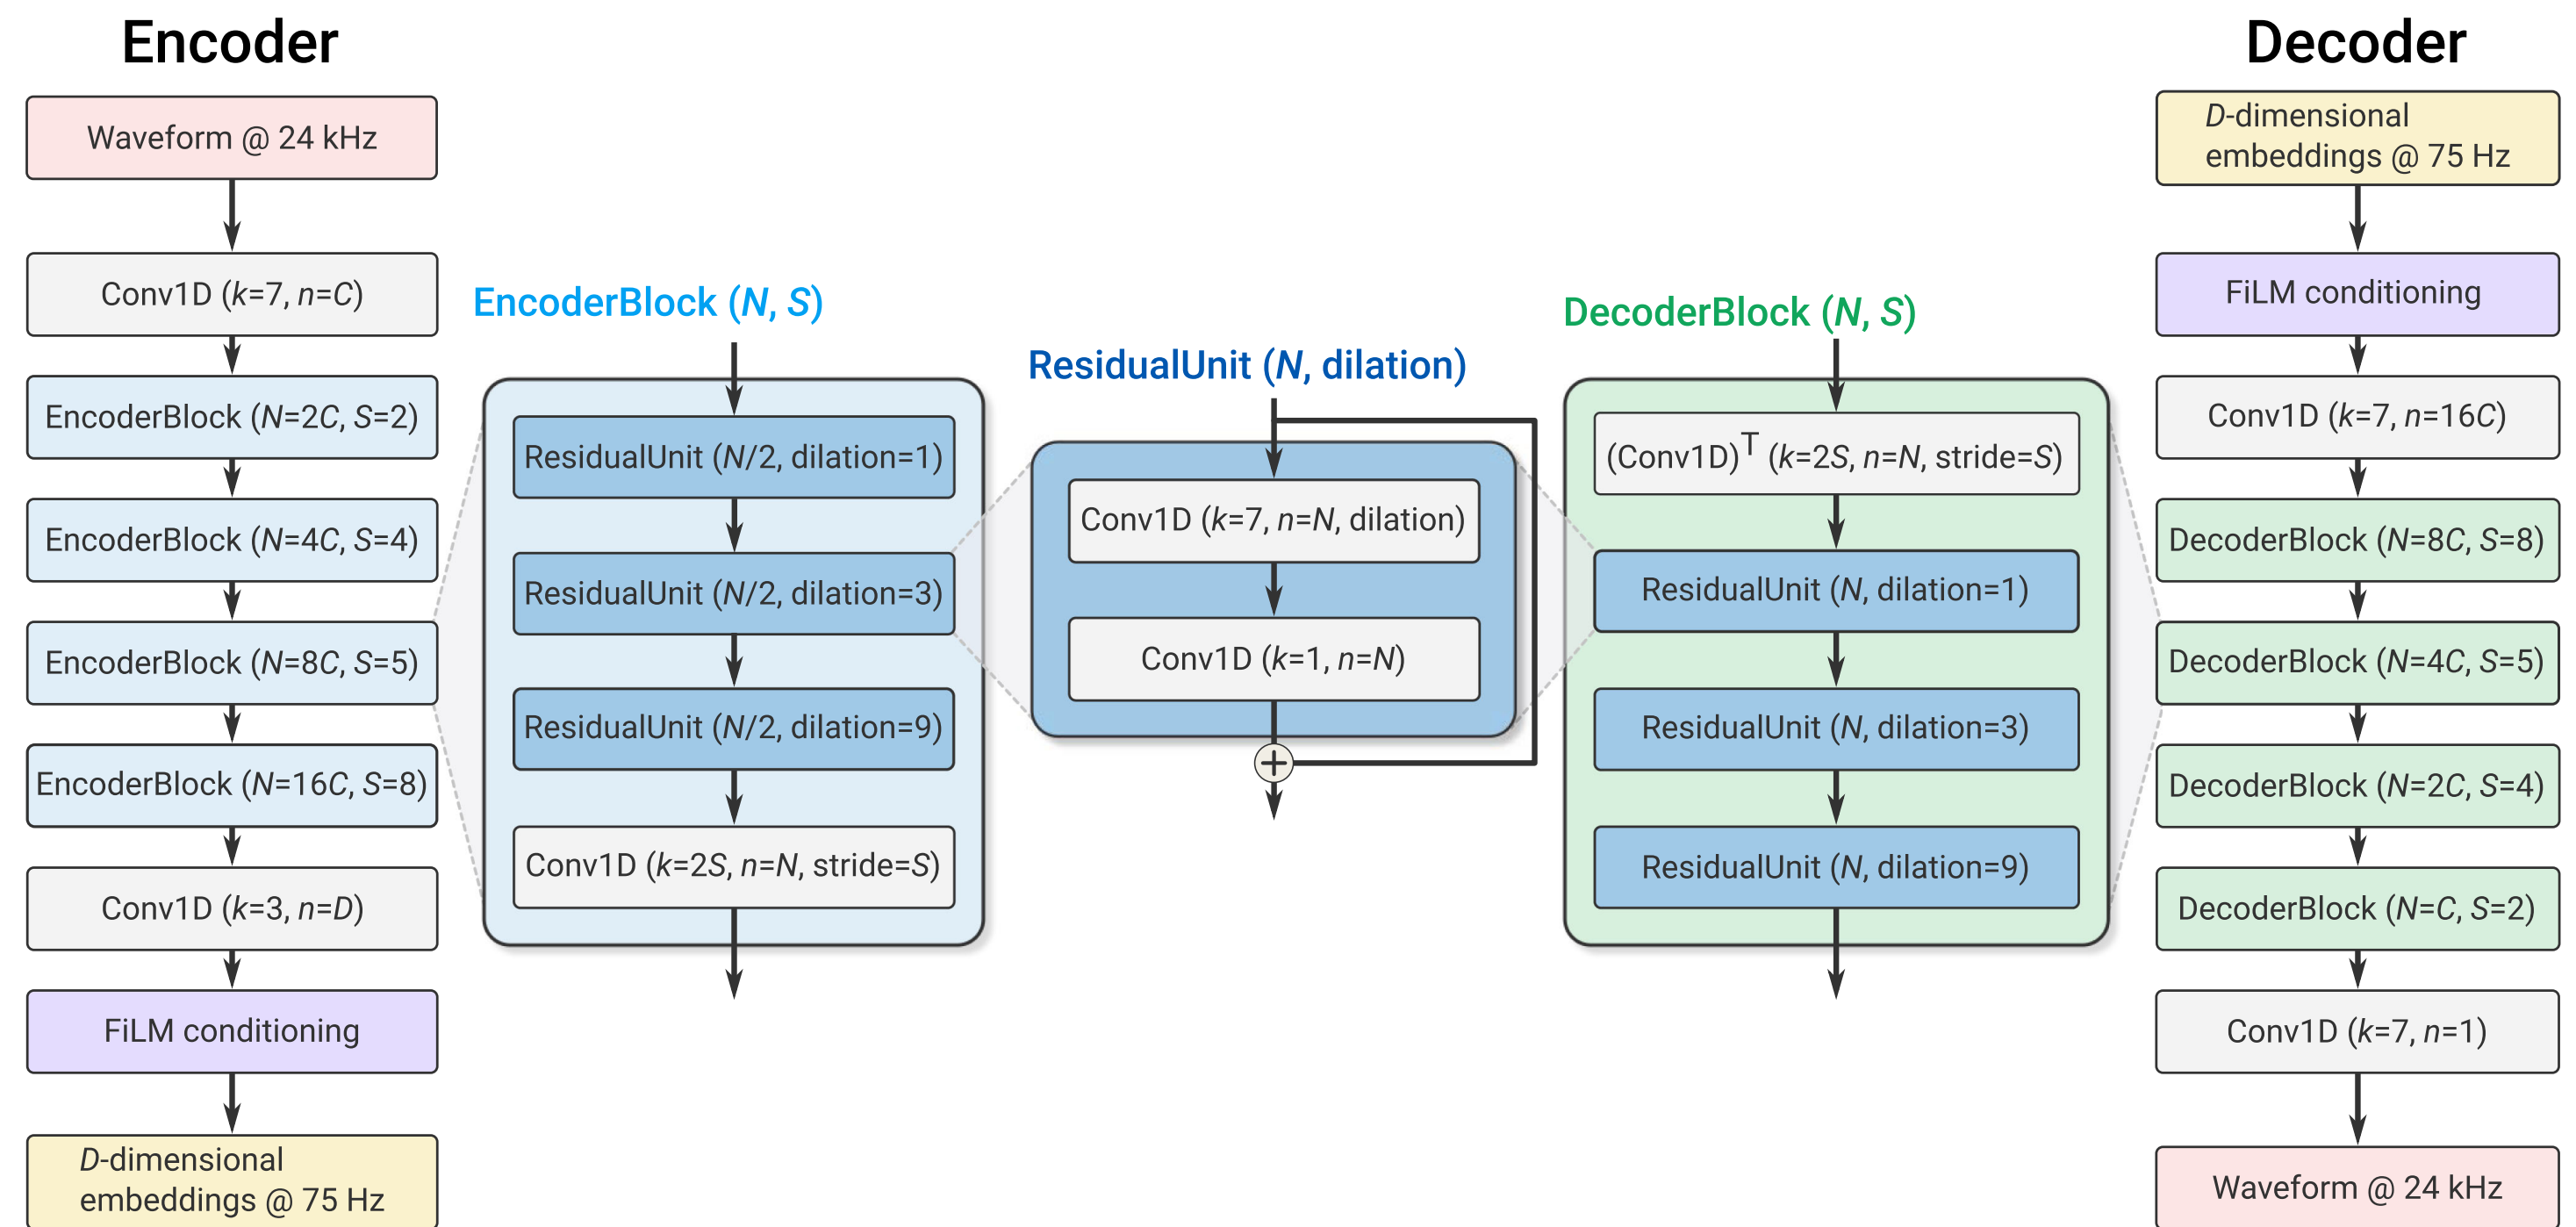 Encoder
Waveform @ 24 kHz
Conv1D (k=7, n=C)
EncoderBlock (N=2C, S=2)
EncoderBlock (N=4C, S=4)
EncoderBlock (N=8C, S=5)
EncoderBlock (N=16C, S=8)
Conv1D (k=3, n=D)
FiLM conditioning
D-dimensional
embeddings @ 75 Hz
EncoderBlock (N, S)
ResidualUnit (N/2, dilation=1)
ResidualUnit (N/2, dilation=3)
ResidualUnit (N/2, dilation=9)
Conv1D (k=2S, n=N, stride=S)
ResidualUnit (N, dilation)
Conv1D (k=7, n=N, dilation)
Conv1D (k=1, n=N)
+
DecoderBlock (N, S)
(Conv1D)ᵀ (k=2S, n=N, stride=S)
ResidualUnit (N, dilation=1)
ResidualUnit (N, dilation=3)
ResidualUnit (N, dilation=9)
Decoder
D-dimensional
embeddings @ 75 Hz
FiLM conditioning
Conv1D (k=7, n=16C)
DecoderBlock (N=8C, S=8)
DecoderBlock (N=4C, S=5)
DecoderBlock (N=2C, S=4)
DecoderBlock (N=C, S=2)
Conv1D (k=7, n=1)
Waveform @ 24 kHz